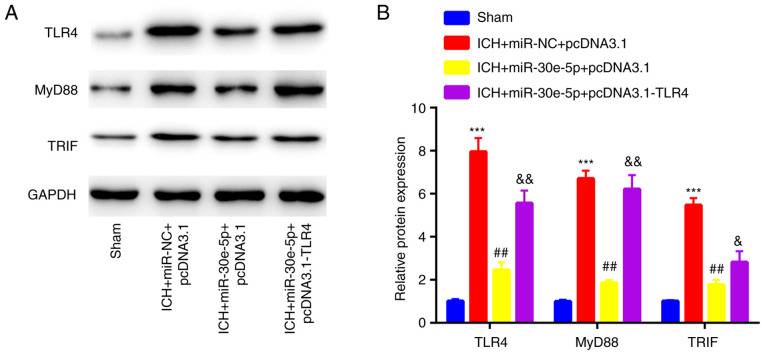 A
TLR4
MyD88
TRIF
GAPDH
Sham
ICH+miR-NC+
pcDNA3.1
ICH+miR-30e-5p+
pcDNA3.1
ICH+miR-30e-5p+
pcDNA3.1-TLR4
B
Sham
ICH+miR-NC+pcDNA3.1
ICH+miR-30e-5p+pcDNA3.1
ICH+miR-30e-5p+pcDNA3.1-TLR4
Relative protein expression
10
8
6
4
2
0
***
##
&&
***
##
&&
***
##
&
TLR4
MyD88
TRIF